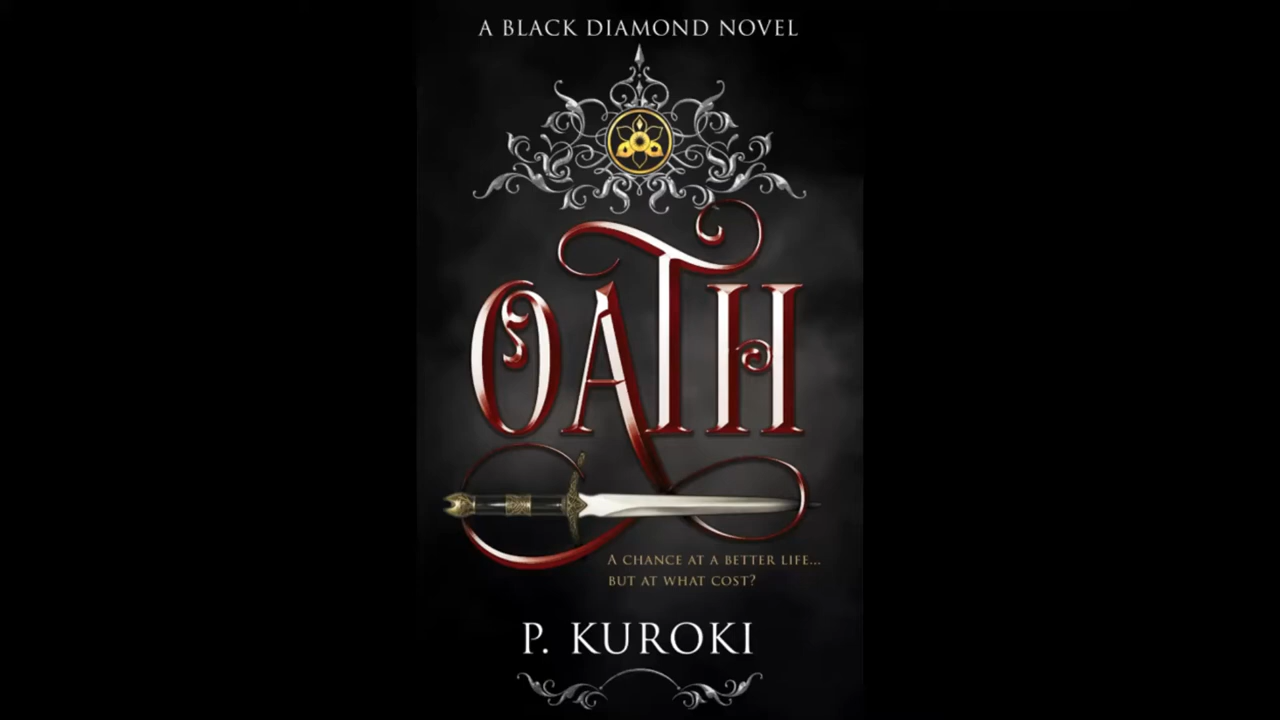 A BLACK DIAMOND NOVEL
OATH
A CHANCE AT A BETTER LIFE...
BUT AT WHAT COST?
P. KUROKI